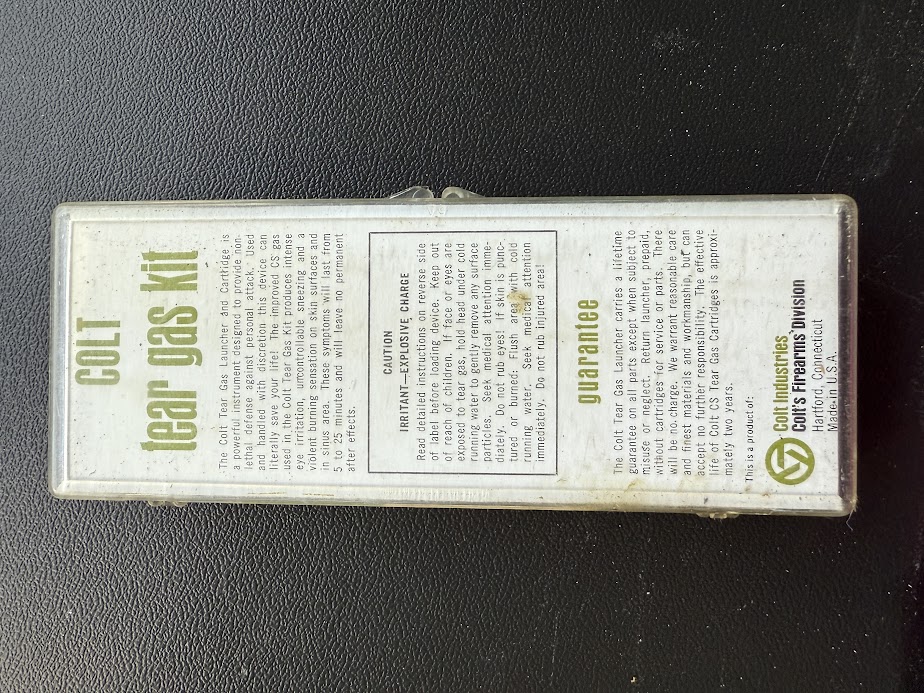 COLT
tear gas kit
The Colt Tear Gas Launcher and Cartridge is
a powerful instrument designed to provide non-
lethal defense against personal attack. Used
and handled with discretion this device can
literally save your life! The improved CS gas
used in the Colt Tear Gas Kit produces intense
eye irritation, uncontrollable sneezing and a
violent burning sensation on skin surfaces and
in sinus area. These symptoms will last from
5 to 25 minutes and will leave no permanent
after effects.
CAUTION
IRRITANT—EXPLOSIVE CHARGE
Read detailed instructions on reverse side
of label before loading device. Keep out
of reach of children. If face or eyes are
exposed to tear gas, hold head under cold
running water to gently remove any surface
particles. Seek medical attention imme-
diately. Do not rub eyes! If skin is punc-
tured or burned: Flush area with cold
running water. Seek medical attention
immediately. Do not rub injured area!
guarantee
The Colt Tear Gas Launcher carries a lifetime
guarantee on all parts except when subject to
misuse or neglect. Return launcher, prepaid,
without cartridges for service or parts. There
will be no charge. We warrant reasonable care
and finest materials and workmanship, but can
accept no further responsibility. The effective
life of Colt CS Tear Gas Cartridges is approxi-
mately two years.
This is a product of:
Colt Industries
Colt's Firearms Division
Hartford, Connecticut
Made in U.S.A.